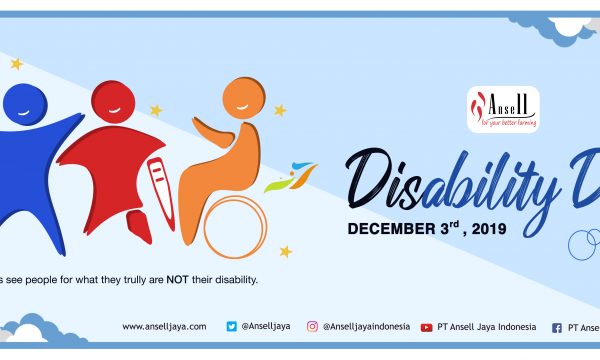 Ansell
for your better farming
Disability D
DECEMBER 3rd , 2019
s see people for what they trully are NOT their disability.
www.anselljaya.com @Anselljaya @Anselljayaindonesia PT Ansell Jaya Indonesia PT Ansell